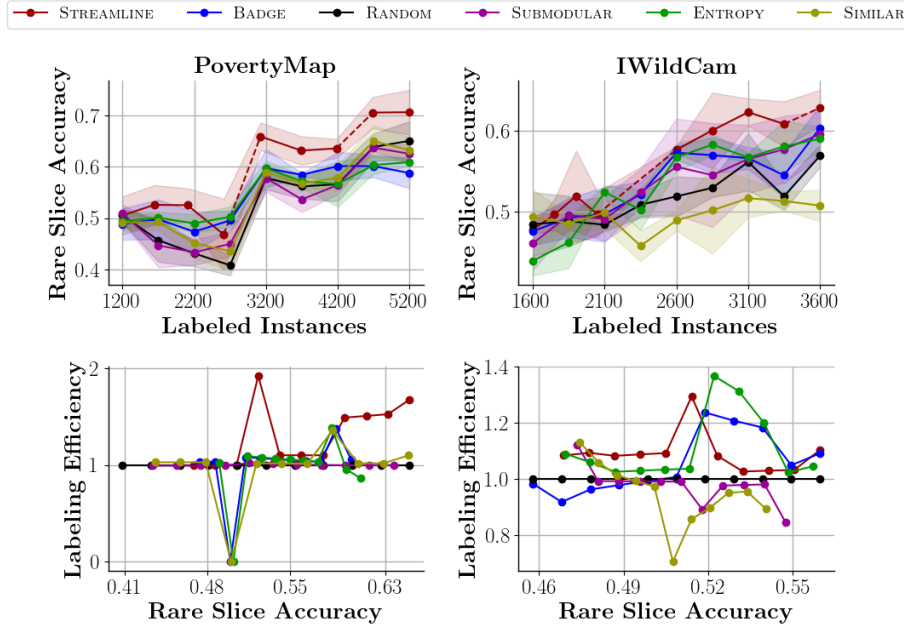 STREAMLINE BADGE RANDOM SUBMODULAR ENTROPY SIMILAR
PovertyMap
Rare Slice Accuracy
0.7
0.6
0.5
0.4
1200 2200 3200 4200 5200
Labeled Instances
IWildCam
Rare Slice Accuracy
0.6
0.5
1600 2100 2600 3100 3600
Labeled Instances
Labeling Efficiency
2
1
0
0.41 0.48 0.55 0.63
Rare Slice Accuracy
Labeling Efficiency
1.4
1.2
1.0
0.8
0.46 0.49 0.52 0.55
Rare Slice Accuracy